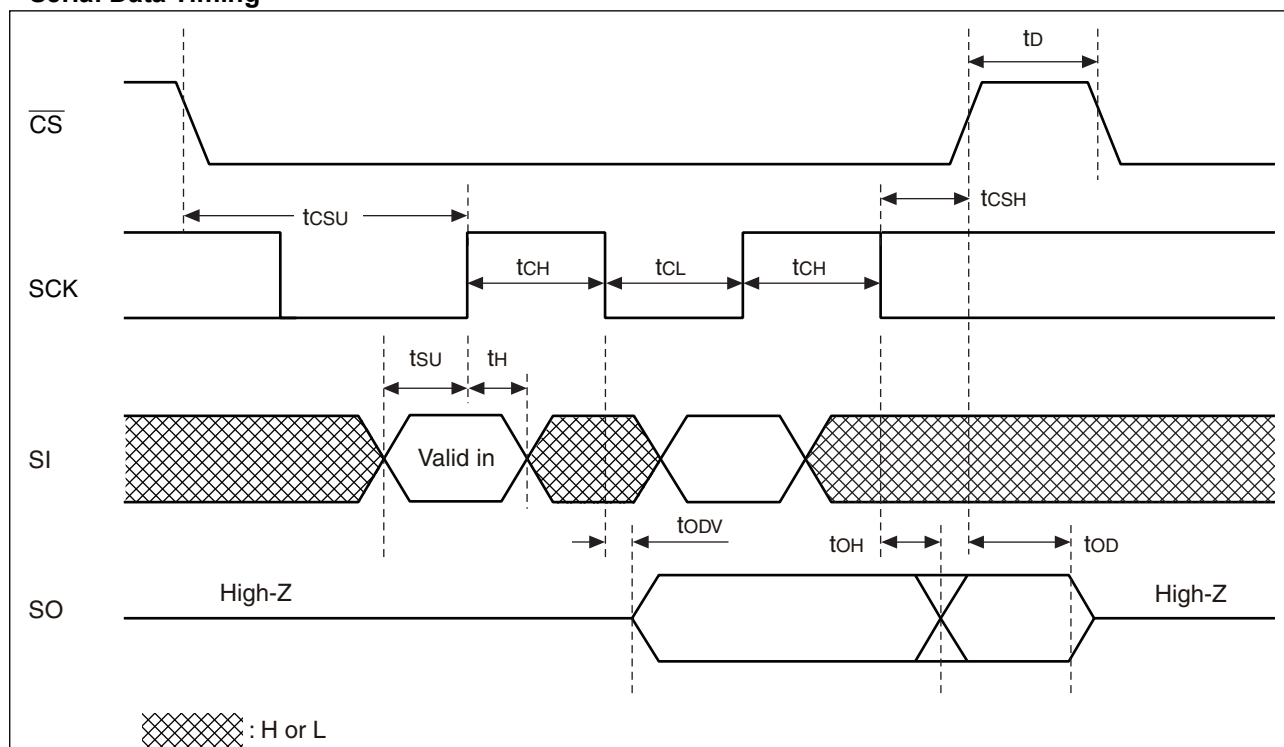 Serial Data Timing
tD
CS
tCSU
tCSH
SCK
tCH
tCL
tCH
tSU
tH
SI
Valid in
tODV
tOH
tOD
High-Z
High-Z
SO
: H or L